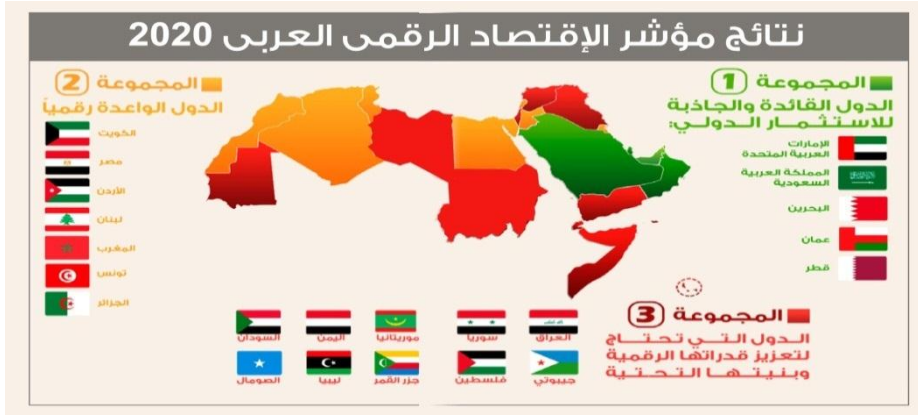 نتائج مؤشر الإقتصاد الرقمى العربى 2020
المجموعة 1
الدول القائدة والجاذبة
للاستثمار الدولي:
الإمارات
العربية المتحدة
المملكة العربية
السعودية
البحرين
عمان
قطر
المجموعة 2
الدول الواعدة رقمياً
الكويت
مصر
الأردن
لبنان
المغرب
تونس
الجزائر
المجموعة 3
الدول التي تحتاج
لتعزيز قدراتها الرقمية
وبنيتها التحتية
العراق
سوريا
موريتانيا
اليمن
السودان
جيبوتي
فلسطين
جزر القمر
ليبيا
الصومال